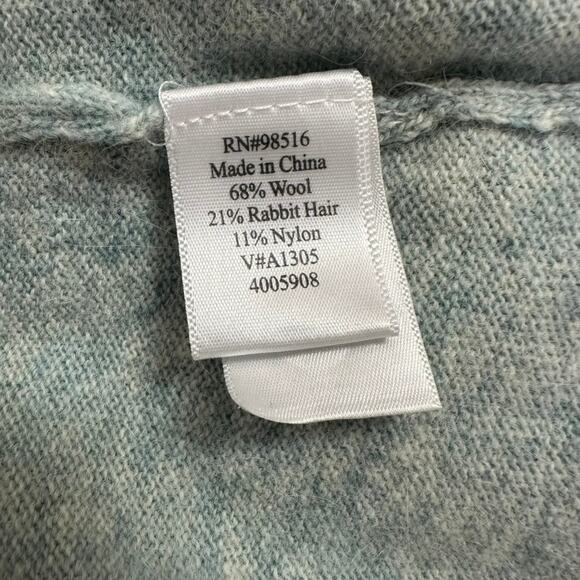 RN#98516
Made in China
68% Wool
21% Rabbit Hair
11% Nylon
V#A1305
4005908